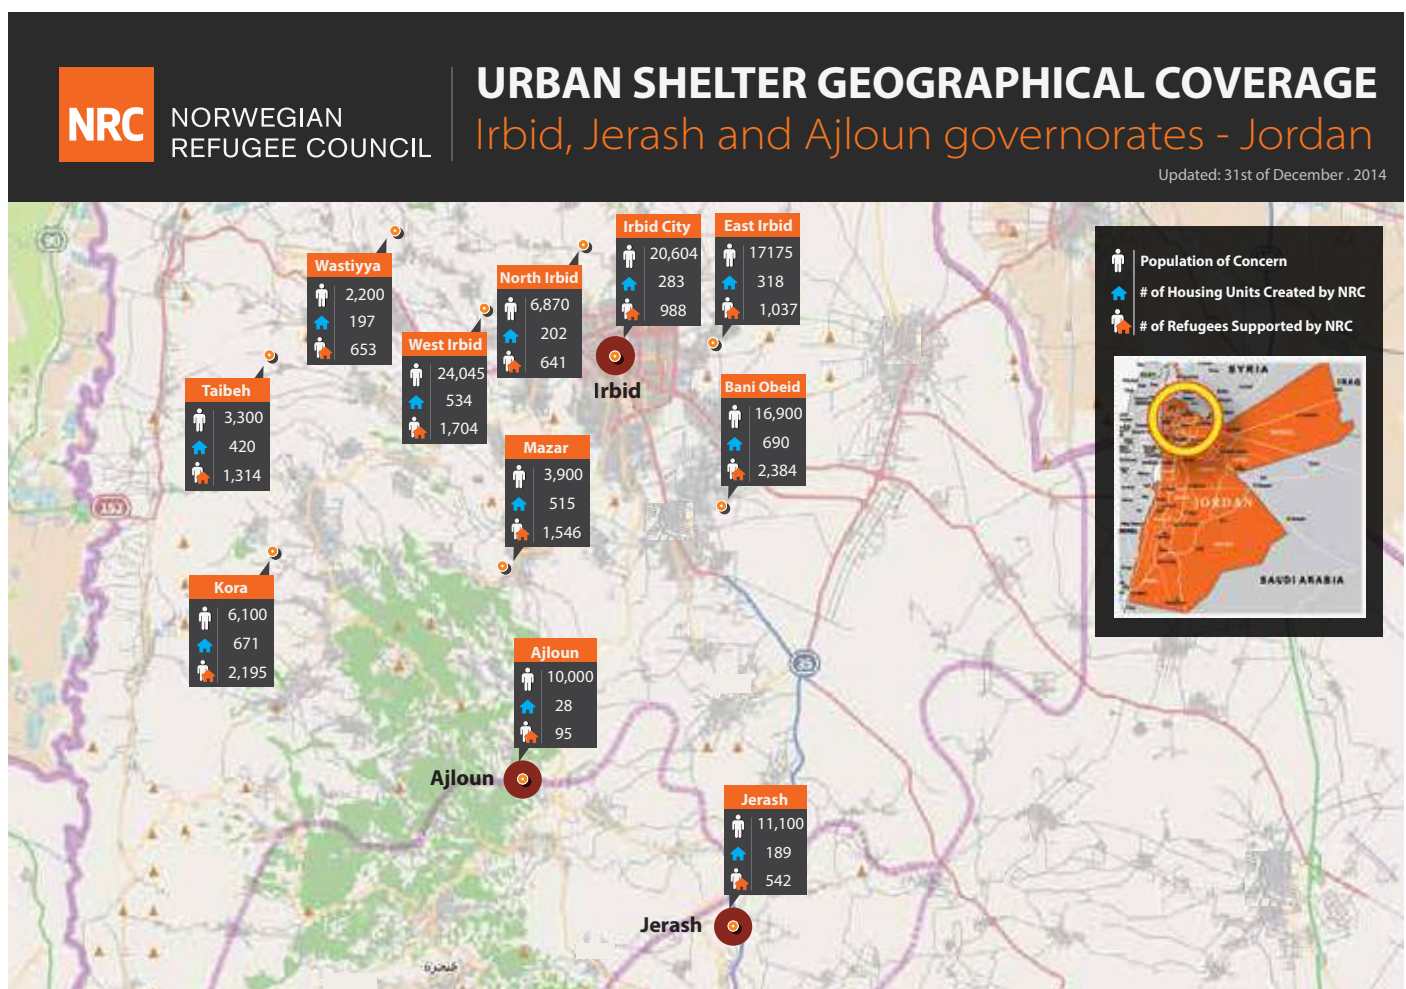 NRC
NORWEGIAN
REFUGEE COUNCIL
URBAN SHELTER GEOGRAPHICAL COVERAGE
Irbid, Jerash and Ajloun governorates - Jordan
Updated: 31st of December . 2014
Wastiyya
2,200
197
653
North Irbid
6,870
202
641
Irbid City
20,604
283
988
East Irbid
17175
318
1,037
Population of Concern
# of Housing Units Created by NRC
# of Refugees Supported by NRC
West Irbid
24,045
534
1,704
Irbid
Taibeh
3,300
420
1,314
Bani Obeid
16,900
690
2,384
Mazar
3,900
515
1,546
Kora
6,100
671
2,195
Ajloun
10,000
28
95
Ajloun
Jerash
11,100
189
542
Jerash
SYRIA
IRAQ
JORDAN
SAUDI ARABIA
25